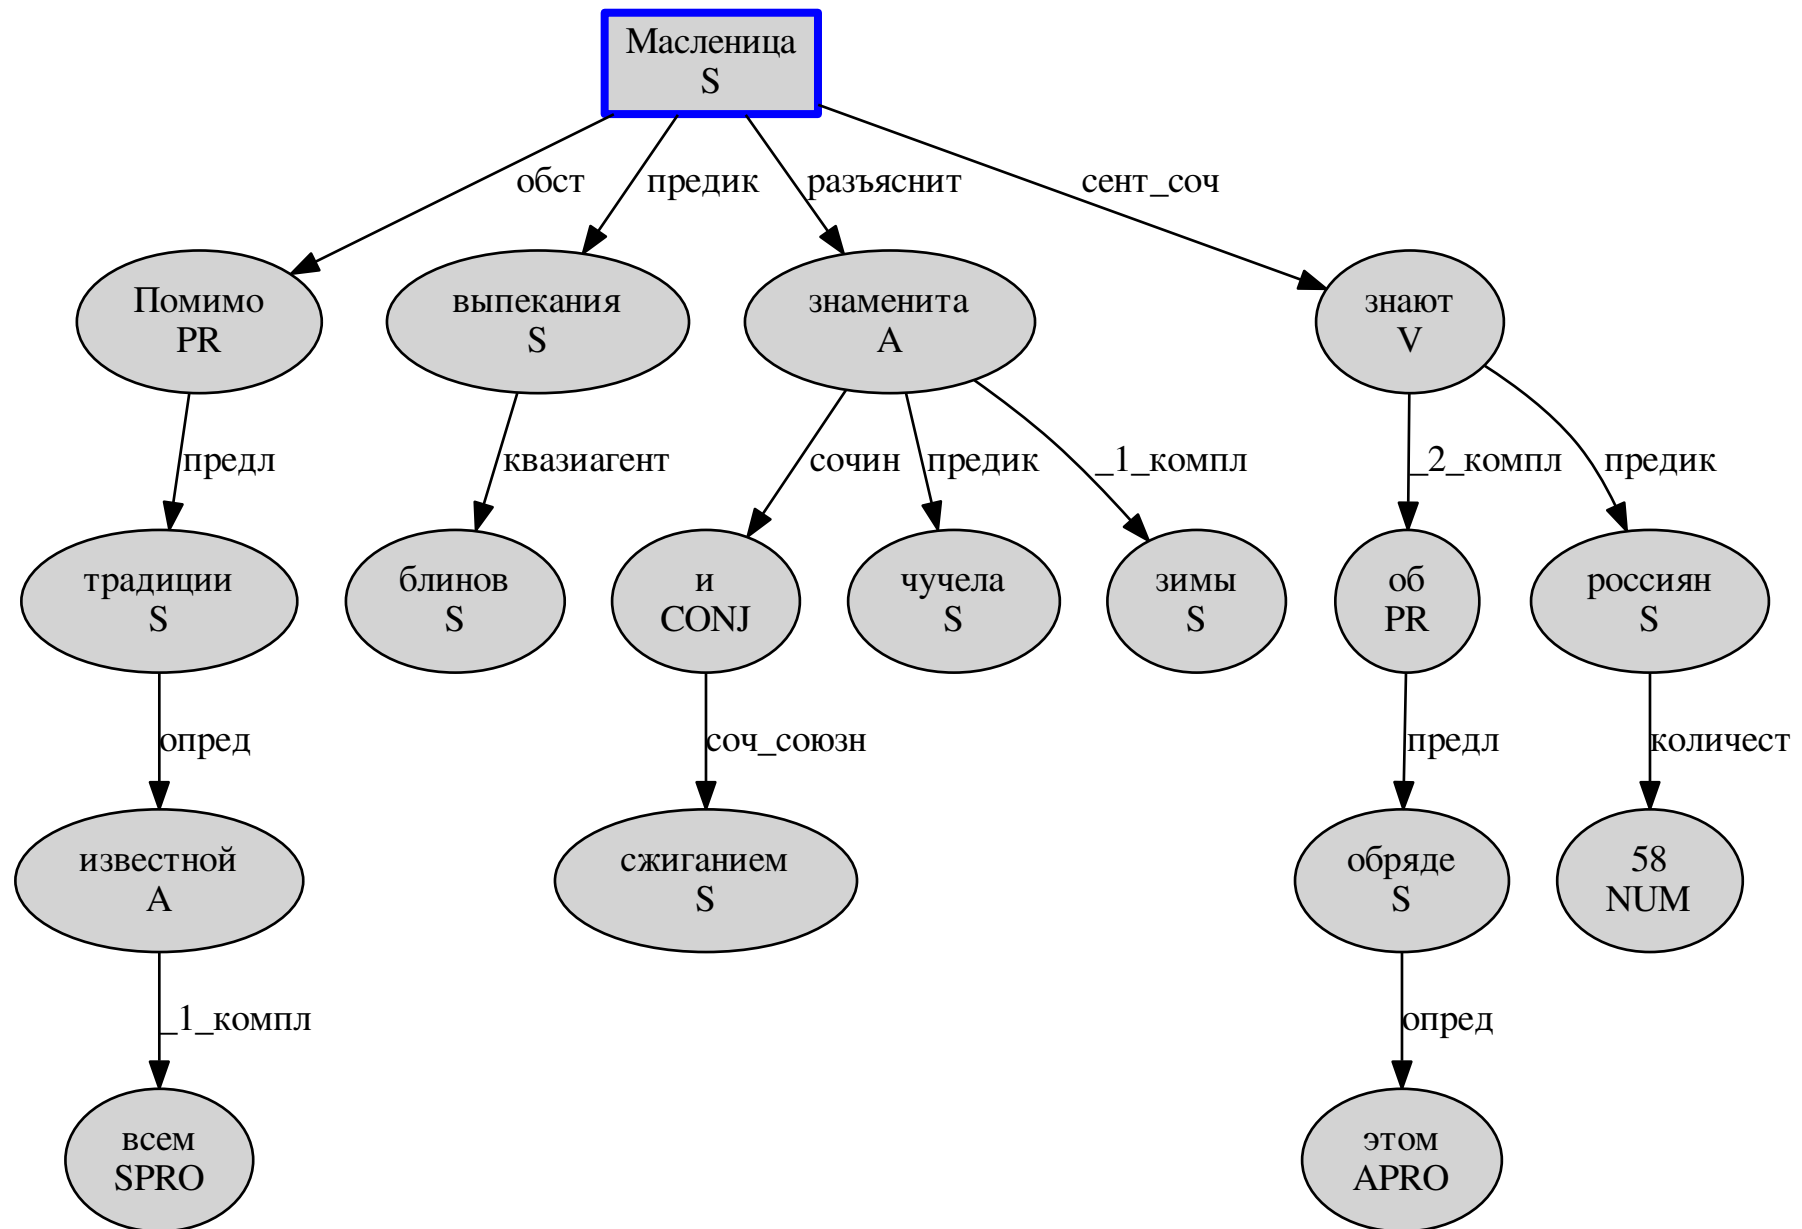 Масленица
S
обст
предик
разъяснит
сент_соч
Помимо
PR
выпекания
S
знаменита
A
знают
V
предл
квазиагент
сочин
предик
_1_компл
_2_компл
предик
традиции
S
блинов
S
и
CONJ
чучела
S
зимы
S
об
PR
россиян
S
опред
соч_союзн
предл
количест
известной
A
сжиганием
S
обряде
S
58
NUM
_1_компл
опред
всем
SPRO
этом
APRO